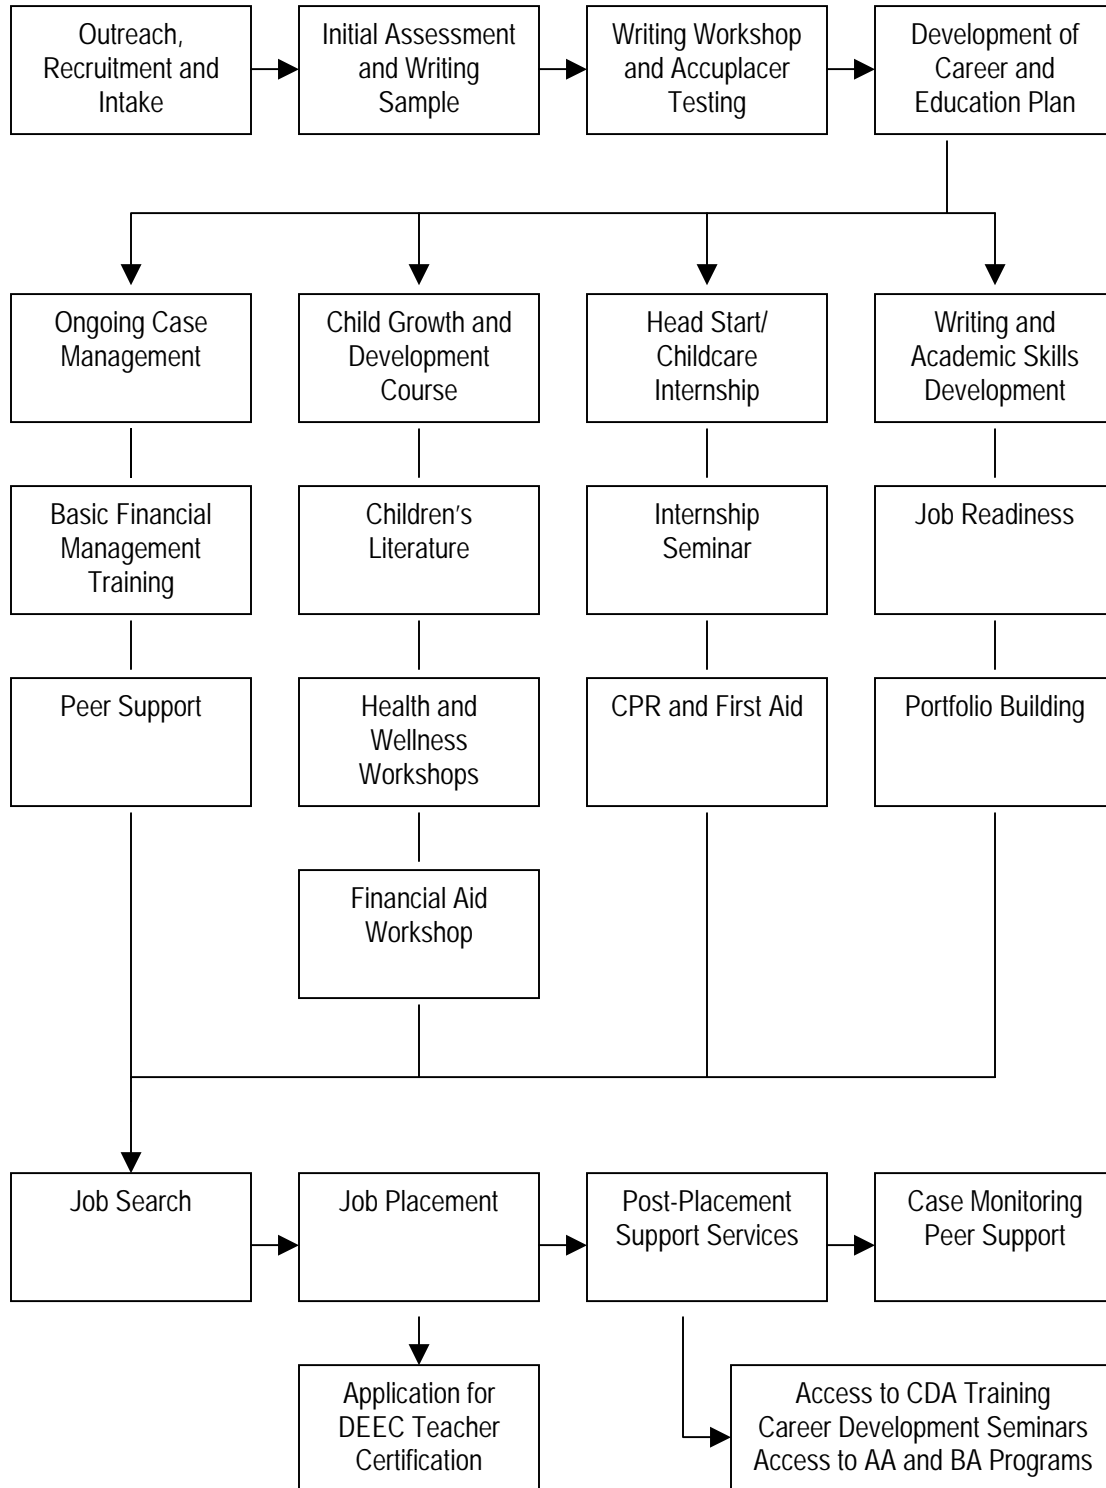 Outreach,
Recruitment and
Intake
Initial Assessment
and Writing
Sample
Writing Workshop
and Accuplacer
Testing
Development of
Career and
Education Plan
Ongoing Case
Management
Child Growth and
Development
Course
Head Start/
Childcare
Internship
Writing and
Academic Skills
Development
Basic Financial
Management
Training
Children's
Literature
Internship
Seminar
Job Readiness
Peer Support
Health and
Wellness
Workshops
CPR and First Aid
Portfolio Building
Financial Aid
Workshop
Job Search
Job Placement
Post-Placement
Support Services
Case Monitoring
Peer Support
Application for
DEEC Teacher
Certification
Access to CDA Training
Career Development Seminars
Access to AA and BA Programs